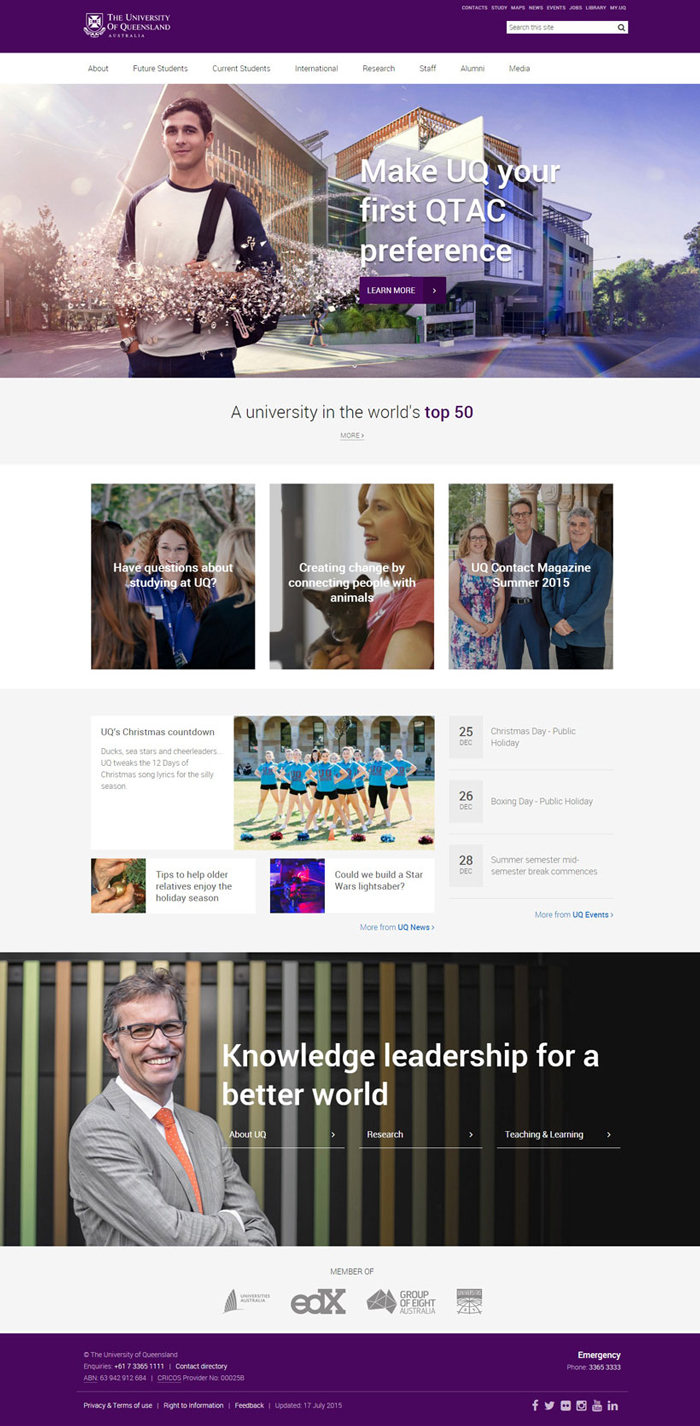 THE UNIVERSITY
OF QUEENSLAND
AUSTRALIA
CONTACTS STUDY MAPS NEWS EVENTS JOBS LIBRARY MY.UQ
Search this site
About Future Students Current Students International Research Staff Alumni Media
Make UQ your
first QTAC
preference
LEARN MORE >
A university in the world's top 50
MORE >
Have questions about
studying at UQ?
Creating change by
connecting people with
animals
UQ Contact Magazine
Summer 2015
UQ's Christmas countdown
Ducks, sea stars and cheerleaders...
UQ tweaks the 12 Days of
Christmas song lyrics for the silly
season.
Tips to help older
relatives enjoy the
holiday season
Could we build a Star
Wars lightsaber?
More from UQ News >
25
DEC
Christmas Day - Public
Holiday
26
DEC
Boxing Day - Public Holiday
28
DEC
Summer semester mid-
semester break commences
More from UQ Events >
Knowledge leadership for a
better world
About UQ >
Research >
Teaching & Learning >
MEMBER OF
UNIVERSITIES
AUSTRALIA
edX
GROUP
OF EIGHT
AUSTRALIA
UNIVERSITAS
© The University of Queensland
Enquiries: +61 7 3365 1111 | Contact directory
ABN: 63 942 912 684 | CRICOS Provider No: 00025B
Emergency
Phone: 3365 3333
Privacy & Terms of use | Right to Information | Feedback | Updated: 17 July 2015